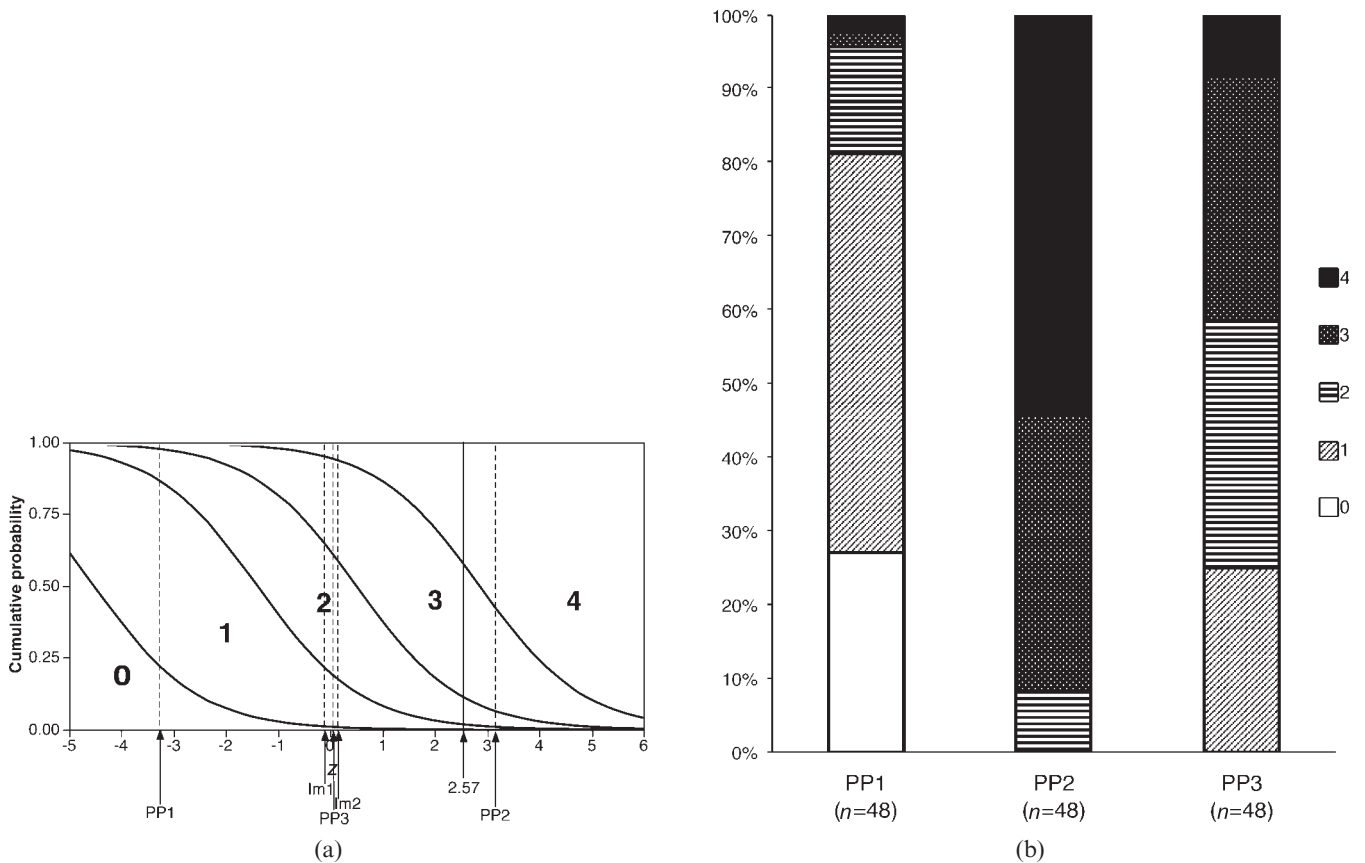 1.00
0.75
0.50
0.25
0.00
Cumulative probability
0
1
2
3
4
-5
-4
-3
-2
-1
0
1
2
3
4
5
6
z
Im1
Im2
2.57
PP1
PP3
PP2
(a)
100%
90%
80%
70%
60%
50%
40%
30%
20%
10%
0%
PP1
(n=48)
PP2
(n=48)
PP3
(n=48)
4
3
2
1
0
(b)